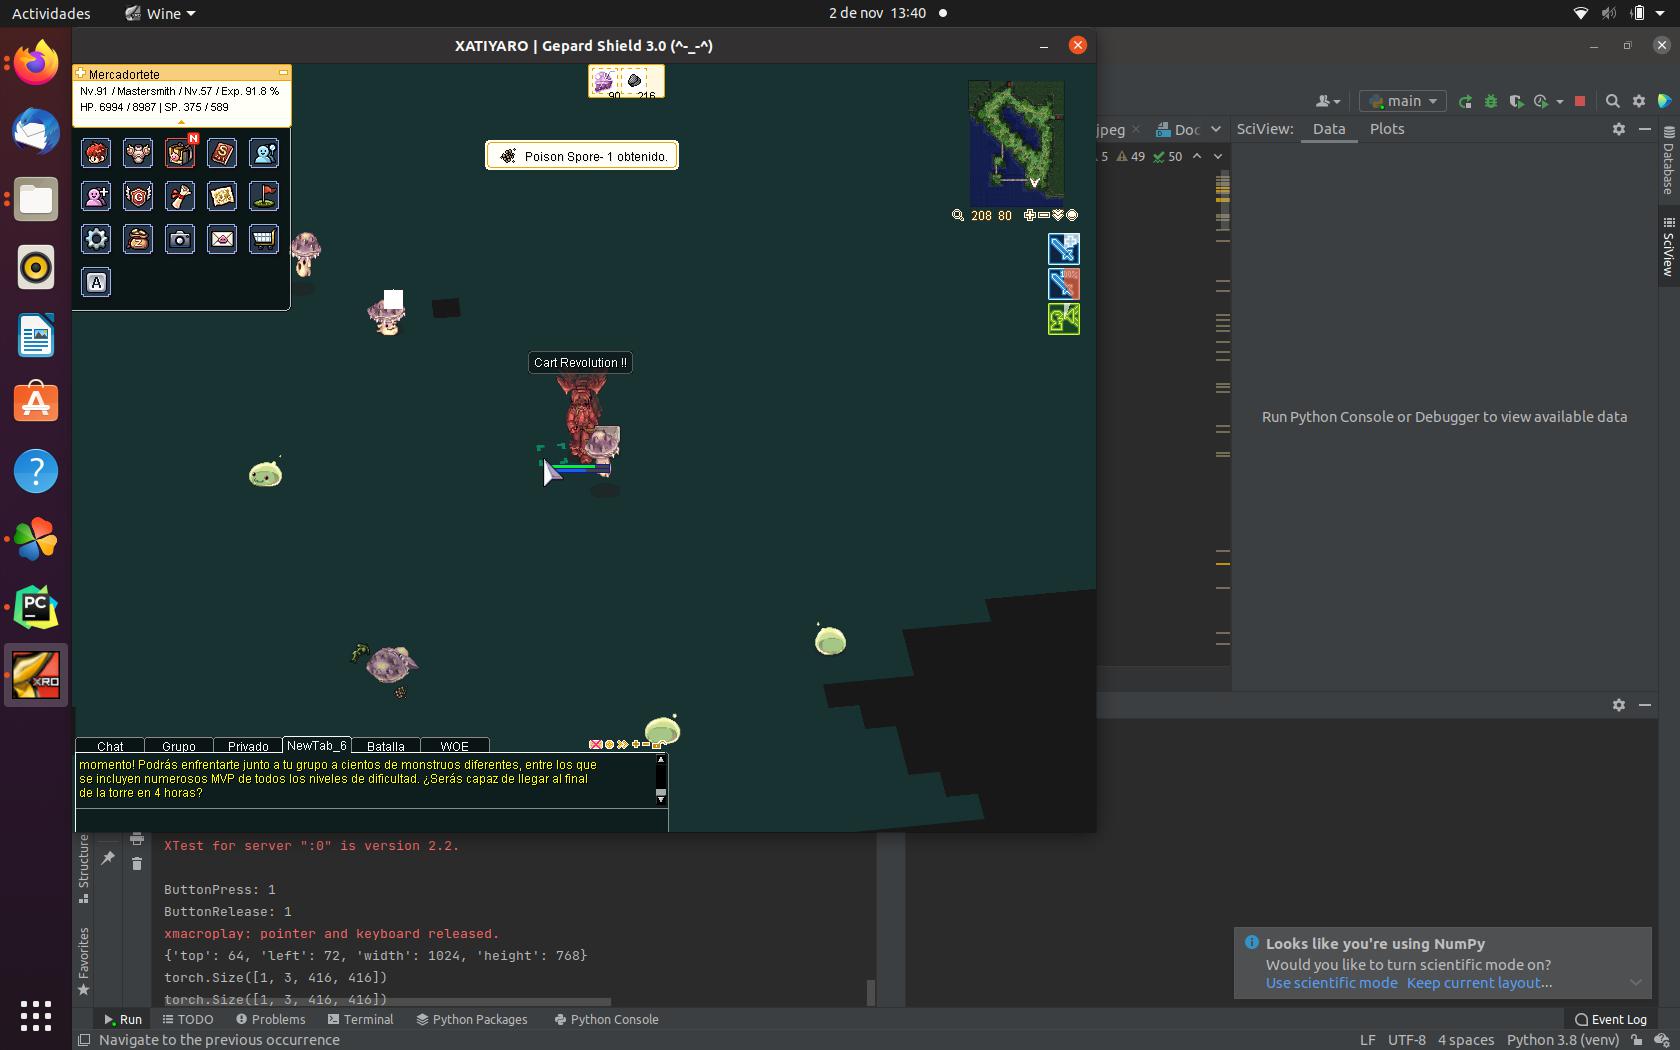 Actividades
Wine
2 de nov 13:40
XATIYARO | Gepard Shield 3.0 (^-_-^)
Mercadortete
Nv.91 / Mastersmith / Nv.57 / Exp. 91.8 %
HP. 6994 / 8987 | SP. 375 / 589
N
A
90
216
Poison Spore- 1 obtenido.
208 80
100%
Cart Revolution !!
Chat
Grupo
Privado
NewTab_6
Batalla
WOE
momento! Podrás enfrentarte junto a tu grupo a cientos de monstruos diferentes, entre los que
se incluyen numerosos MVP de todos los niveles de dificultad. ¿Serás capaz de llegar al final
de la torre en 4 horas?
PC
XRO
main
jpeg
Doc
SciView:
Data
Plots
5
49
50
Database
SciView
Run Python Console or Debugger to view available data
Structure
Favorites
XTest for server ":0" is version 2.2.
ButtonPress: 1
ButtonRelease: 1
xmacroplay: pointer and keyboard released.
{'top': 64, 'left': 72, 'width': 1024, 'height': 768}
torch.Size([1, 3, 416, 416])
torch.Size([1, 3, 416, 416])
Looks like you're using NumPy
Would you like to turn scientific mode on?
Use scientific mode Keep current layout...
Run
TODO
Problems
Terminal
Python Packages
Python Console
Event Log
Navigate to the previous occurrence
LF UTF-8 4 spaces Python 3.8 (venv)